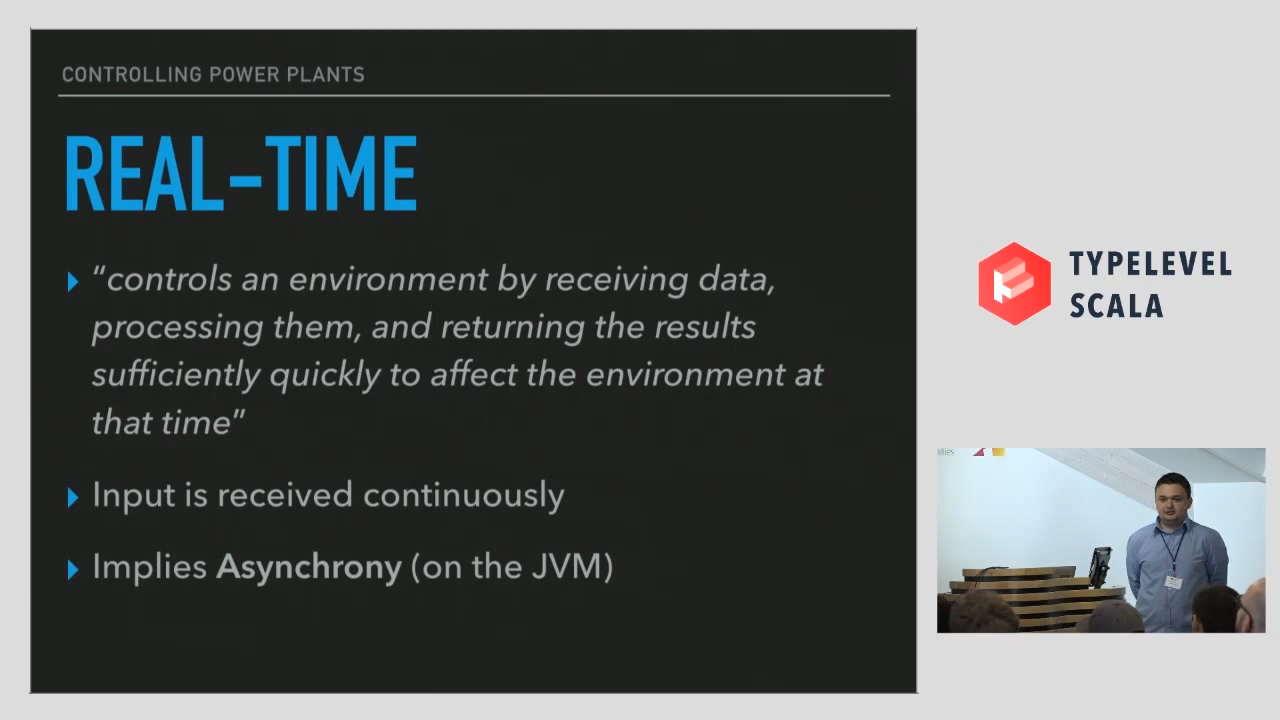 CONTROLLING POWER PLANTS
REAL-TIME
"controls an environment by receiving data,
processing them, and returning the results
sufficiently quickly to affect the environment at
that time"
Input is received continuously
Implies Asynchrony (on the JVM)
TYPELEVEL
SCALA